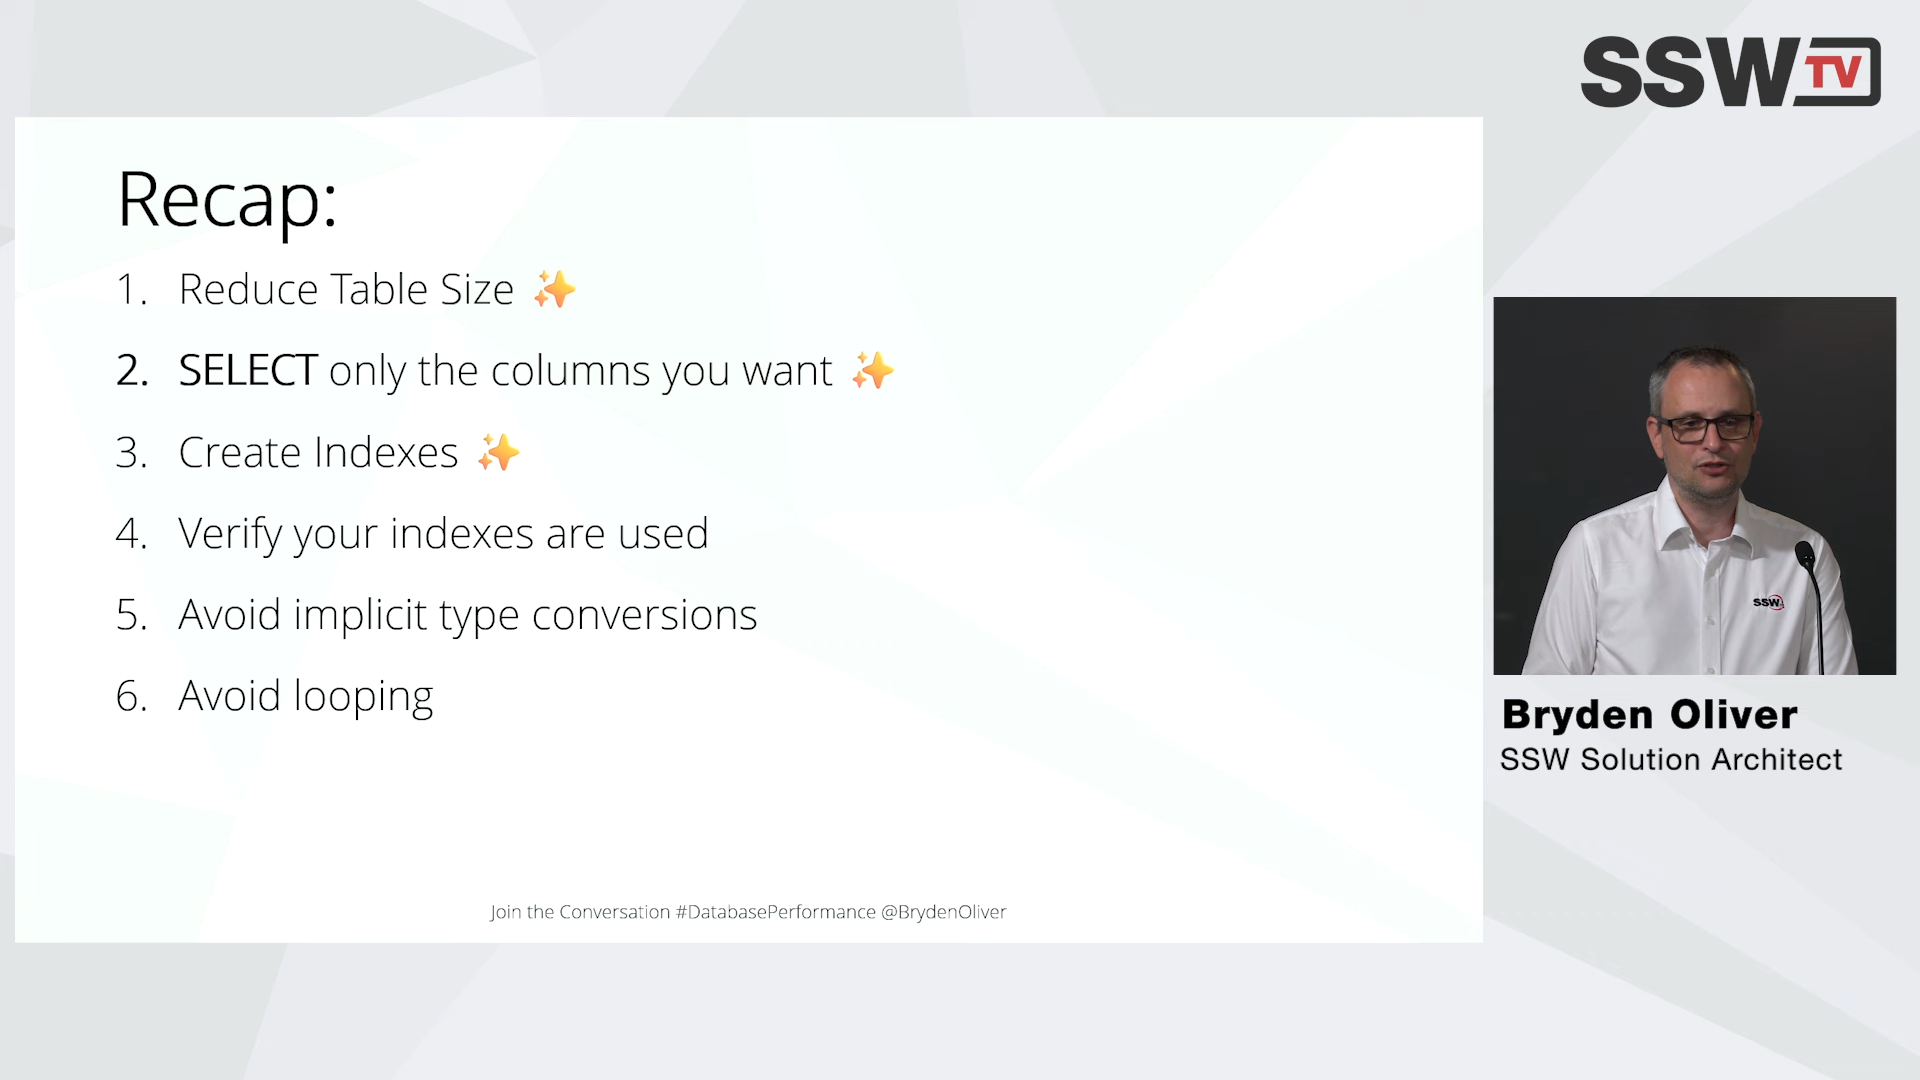 SSW TV
Recap:
1. Reduce Table Size ✨
2. SELECT only the columns you want ✨
3. Create Indexes ✨
4. Verify your indexes are used
5. Avoid implicit type conversions
6. Avoid looping
Join the Conversation #DatabasePerformance @BrydenOliver
SSW
Bryden Oliver
SSW Solution Architect